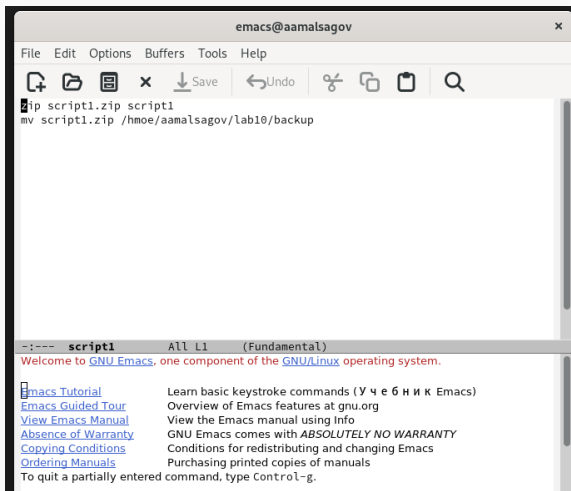 emacs@aamalsagov ×
File Edit Options Buffers Tools Help
Save Undo
zip script1.zip script1
mv script1.zip /hmoe/aamalsagov/lab10/backup
-:--- script1 All L1 (Fundamental)
Welcome to GNU Emacs, one component of the GNU/Linux operating system.
Emacs Tutorial Learn basic keystroke commands (Учебник Emacs)
Emacs Guided Tour Overview of Emacs features at gnu.org
View Emacs Manual View the Emacs manual using Info
Absence of Warranty GNU Emacs comes with ABSOLUTELY NO WARRANTY
Copying Conditions Conditions for redistributing and changing Emacs
Ordering Manuals Purchasing printed copies of manuals
To quit a partially entered command, type Control-g.